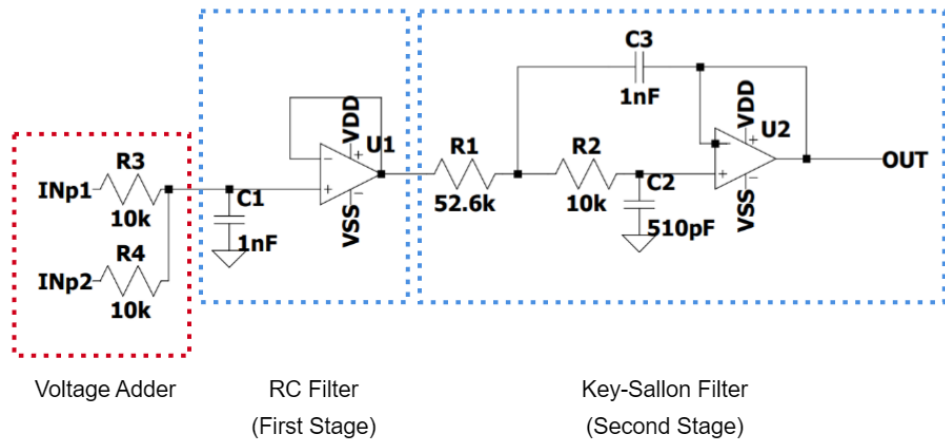 C3
1nF
VDD
U2
VDD
U1
R1
R2
C2
OUT
R3
INp1
10k
C1
1nF
VSS
52.6k
10k
510pF
VSS
R4
INp2
10k
Voltage Adder
RC Filter
(First Stage)
Key-Sallon Filter
(Second Stage)